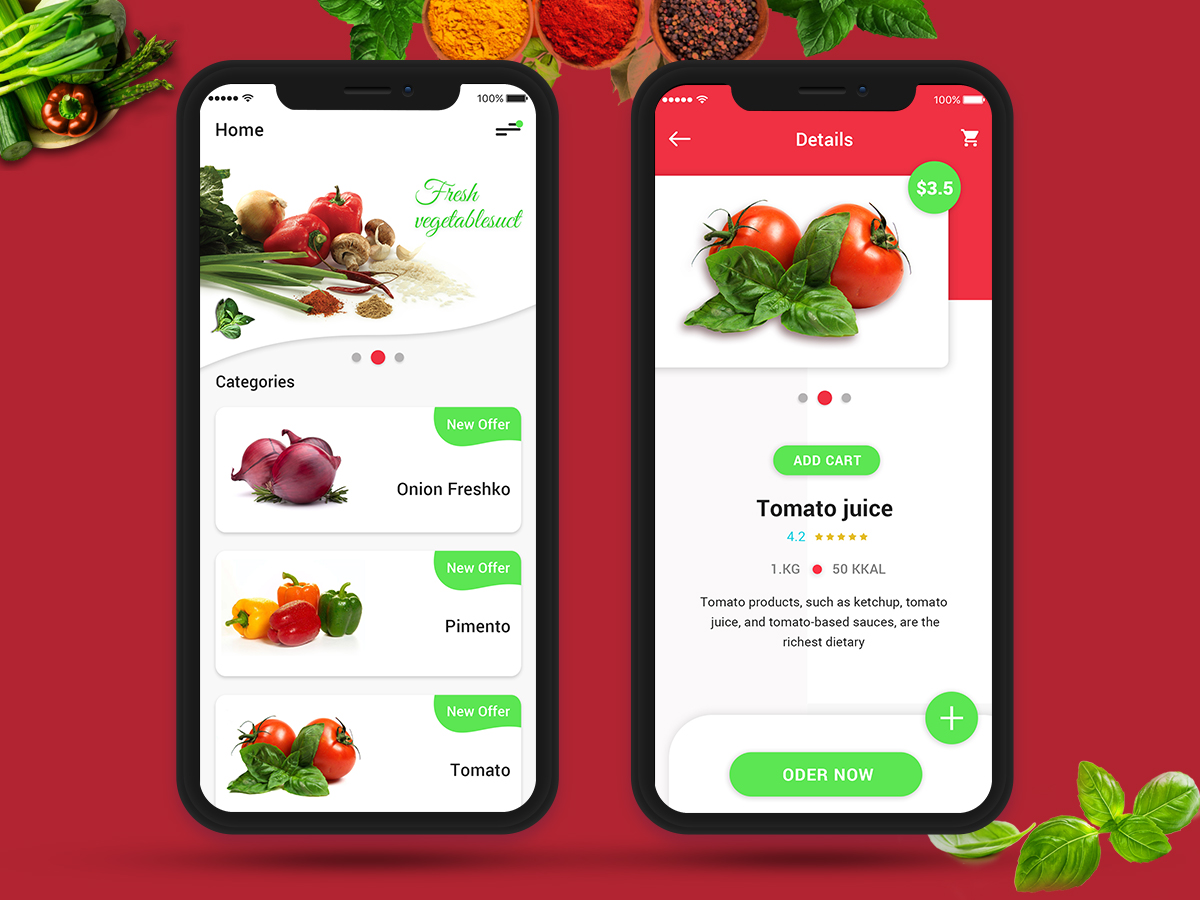 100%
Home
Fresh
vegetablesuct
Categories
New Offer
Onion Freshko
New Offer
Pimento
New Offer
Tomato
100%
Details
$3.5
ADD CART
Tomato juice
4.2
1.KG 50 KKAL
Tomato products, such as ketchup, tomato
juice, and tomato-based sauces, are the
richest dietary
ODER NOW